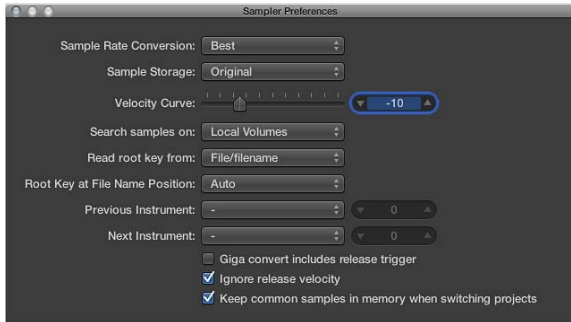 Sampler Preferences
Sample Rate Conversion: Best
Sample Storage: Original
Velocity Curve: -10
Search samples on: Local Volumes
Read root key from: File/filename
Root Key at File Name Position: Auto
Previous Instrument: - 0
Next Instrument: - 0
Giga convert includes release trigger
Ignore release velocity
Keep common samples in memory when switching projects